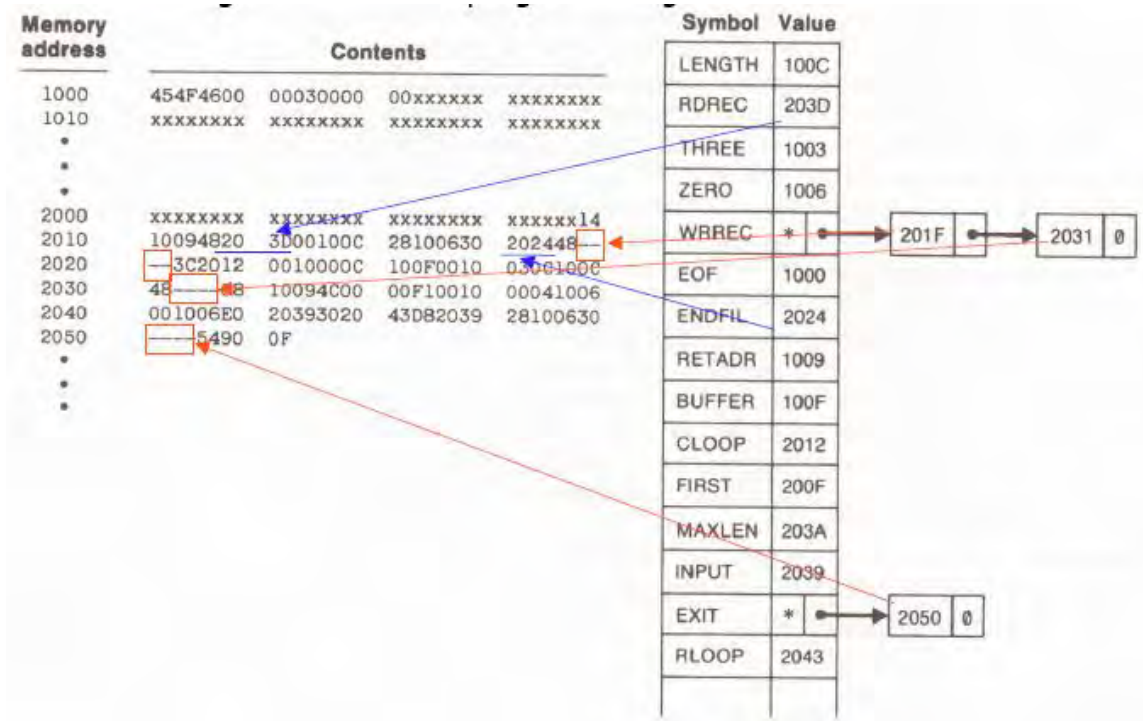 Memory
address
Contents
1000 454F4600 00030000 00xxxxxx xxxxxxxx
1010 xxxxxxxx xxxxxxxx xxxxxxxx xxxxxxxx
2000 xxxxxxxx xxxxxxxx xxxxxxxx xxxxxx14
2010 10094820 3D00100C 28100630 202448--
2020 --3C2012 0010000C 100F0010 030C100C
2030 48----08 10094C00 00F10010 00041006
2040 001006E0 20393020 43D82039 28100630
2050 ----5490 0F
Symbol Value
LENGTH 100C
RDREC 203D
THREE 1003
ZERO 1006
WRREC * 201F 2031 0
EOF 1000
ENDFIL 2024
RETADR 1009
BUFFER 100F
CLOOP 2012
FIRST 200F
MAXLEN 203A
INPUT 2039
EXIT * 2050 0
RLOOP 2043